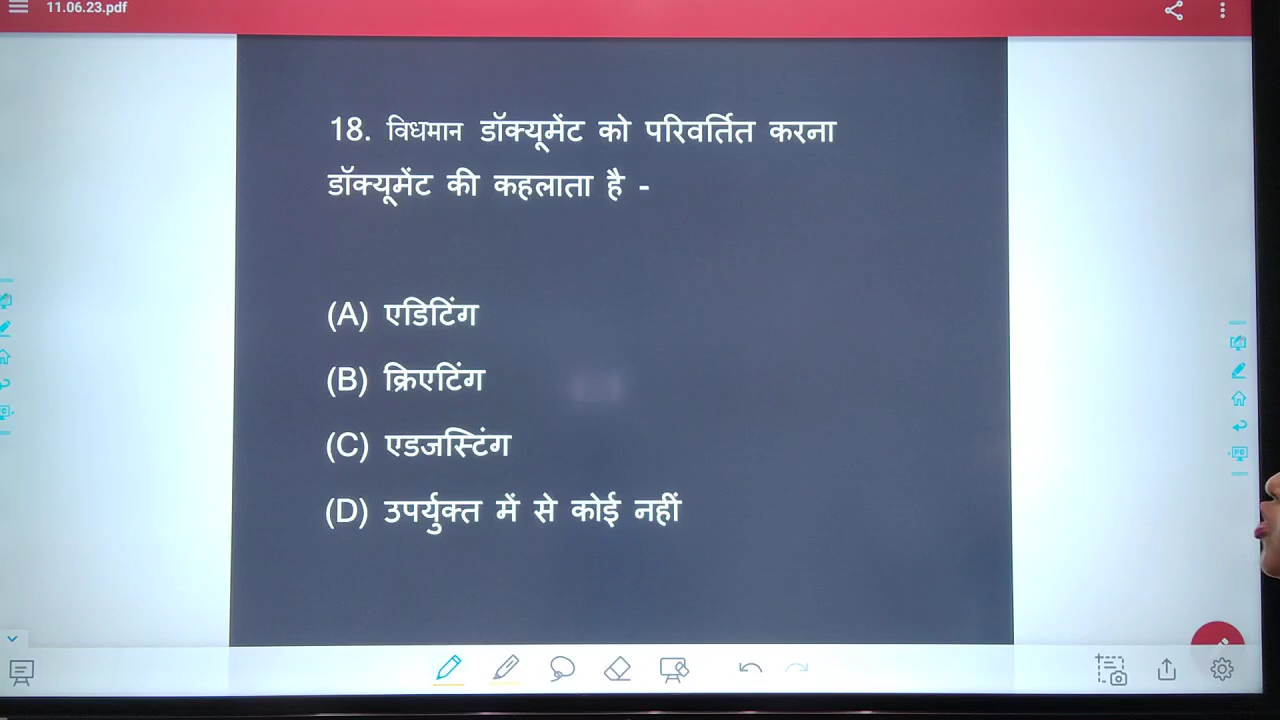 11.06.23.pdf
18. विधमान डॉक्यूमेंट को परिवर्तित करना
डॉक्यूमेंट की कहलाता है -
(A) एडिटिंग
(B) क्रिएटिंग
(C) एडजस्टिंग
(D) उपर्युक्त में से कोई नहीं